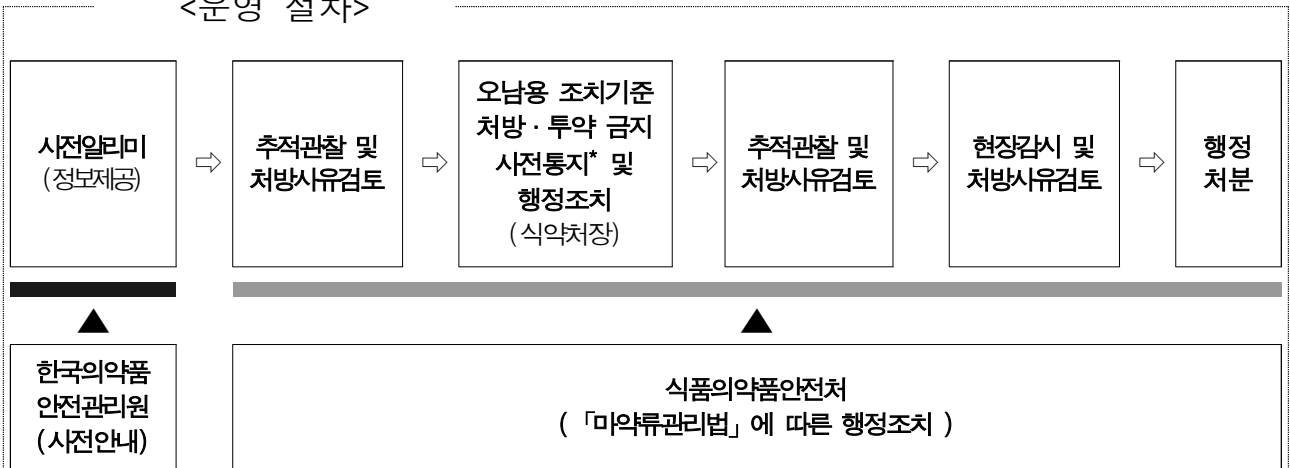 <운영 절차>
사전알리미
(정보제공)
⇨
추적관찰 및
처방사유검토
⇨
오남용 조치기준
처방·투약 금지
사전통지* 및
행정조치
(식약처장)
⇨
추적관찰 및
처방사유검토
⇨
현장감시 및
처방사유검토
⇨
행정
처분
한국의약품
안전관리원
(사전안내)
식품의약품안전처
(「마약류관리법」에 따른 행정조치)